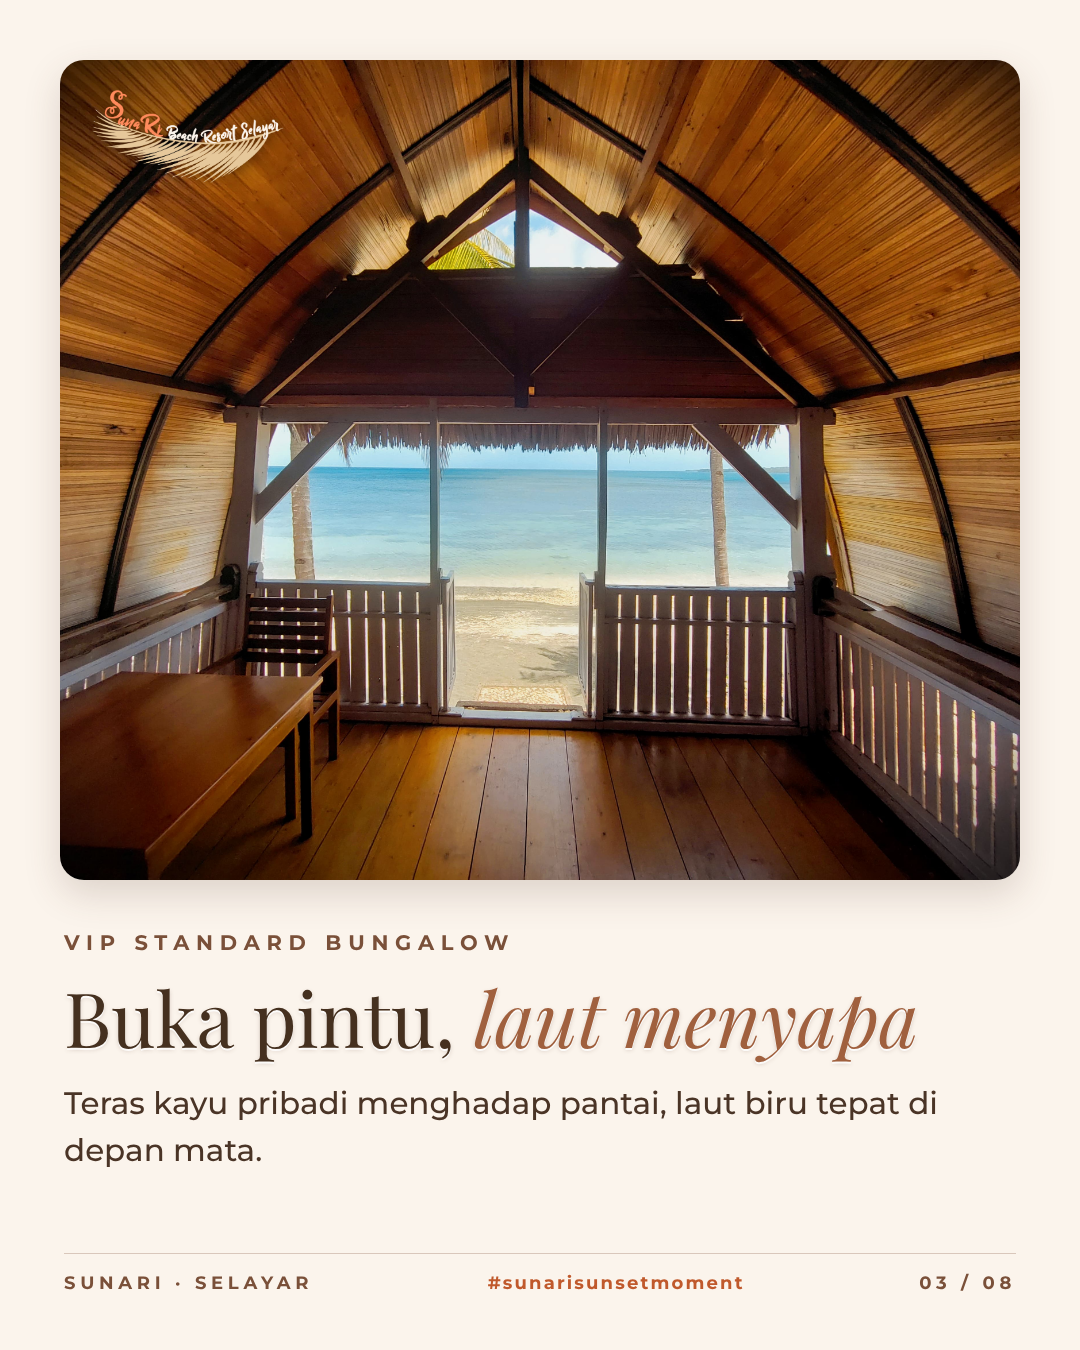 SunaRi Beach Resort Selayar
VIP STANDARD BUNGALOW
Buka pintu, laut menyapa
Teras kayu pribadi menghadap pantai, laut biru tepat di
depan mata.
SUNARI · SELAYAR
#sunarisunsetmoment
03 / 08